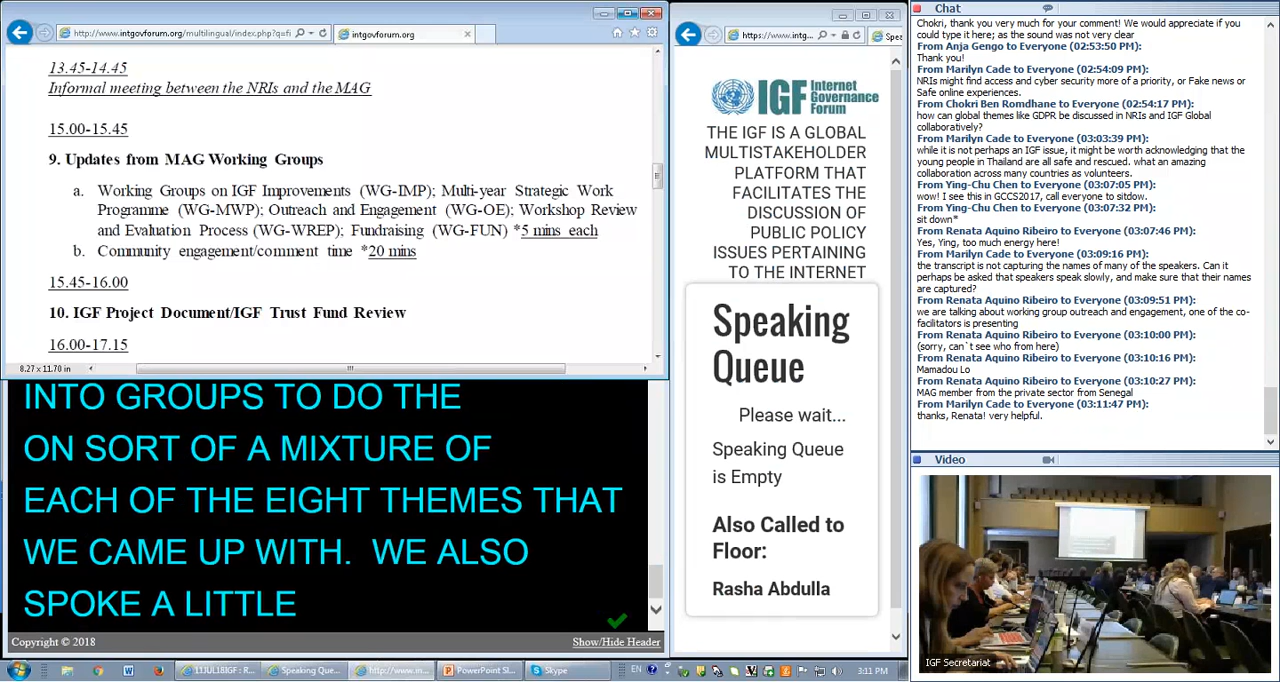 http://www.intgovforum.org/multilingual/index.php?q=fi
intgovforum.org
13.45-14.45
Informal meeting between the NRIs and the MAG
15.00-15.45
9. Updates from MAG Working Groups
a. Working Groups on IGF Improvements (WG-IMP); Multi-year Strategic Work
Programme (WG-MWP); Outreach and Engagement (WG-OE); Workshop Review
and Evaluation Process (WG-WREP); Fundraising (WG-FUN) *5 mins each
b. Community engagement/comment time *20 mins
15.45-16.00
10. IGF Project Document/IGF Trust Fund Review
16.00-17.15
8.27 x 11.70 in
INTO GROUPS TO DO THE
ON SORT OF A MIXTURE OF
EACH OF THE EIGHT THEMES THAT
WE CAME UP WITH. WE ALSO
SPOKE A LITTLE
Copyright © 2018
Show/Hide Header
https://www.intg...
Spea
IGF Internet
Governance
Forum
THE IGF IS A GLOBAL
MULTISTAKEHOLDER
PLATFORM THAT
FACILITATES THE
DISCUSSION OF
PUBLIC POLICY
ISSUES PERTAINING
TO THE INTERNET
Speaking
Queue
Please wait...
Speaking Queue
is Empty
Also Called to
Floor:
Rasha Abdulla
Chat
Chokri, thank you very much for your comment! We would appreciate if you
could type it here; as the sound was not very clear
From Anja Gengo to Everyone (02:53:50 PM):
Thank you!
From Marilyn Cade to Everyone (02:54:09 PM):
NRIs might find access and cyber security more of a priority, or Fake news or
Safe online experiences.
From Chokri Ben Romdhane to Everyone (02:54:17 PM):
how can global themes like GDPR be discussed in NRIs and IGF Global
collaboratively?
From Marilyn Cade to Everyone (03:03:39 PM):
while it is not perhaps an IGF issue, it might be worth acknowledging that the
young people in Thailand are all safe and rescued. what an amazing
collaboration across many countries as volunteers.
From Ying-Chu Chen to Everyone (03:07:05 PM):
wow! I see this in GCCS2017, call everyone to sitdow.
From Ying-Chu Chen to Everyone (03:07:32 PM):
sit down*
From Renata Aquino Ribeiro to Everyone (03:07:46 PM):
Yes, Ying, too much energy here!
From Marilyn Cade to Everyone (03:09:16 PM):
the transcript is not capturing the names of many of the speakers. Can it
perhaps be asked that speakers speak slowly, and make sure that their names
are captured?
From Renata Aquino Ribeiro to Everyone (03:09:51 PM):
we are talking about working group outreach and engagement, one of the co-
facilitators is presenting
From Renata Aquino Ribeiro to Everyone (03:10:00 PM):
(sorry, can`t see who from here)
From Renata Aquino Ribeiro to Everyone (03:10:16 PM):
Mamadou Lo
From Renata Aquino Ribeiro to Everyone (03:10:27 PM):
MAG member from the private sector from Senegal
From Marilyn Cade to Everyone (03:11:47 PM):
thanks, Renata! very helpful.
Video
IGF Secretariat
11JUL18IGF : R...
Speaking Que...
http://www.in...
PowerPoint Sl...
Skype
EN
3:11 PM